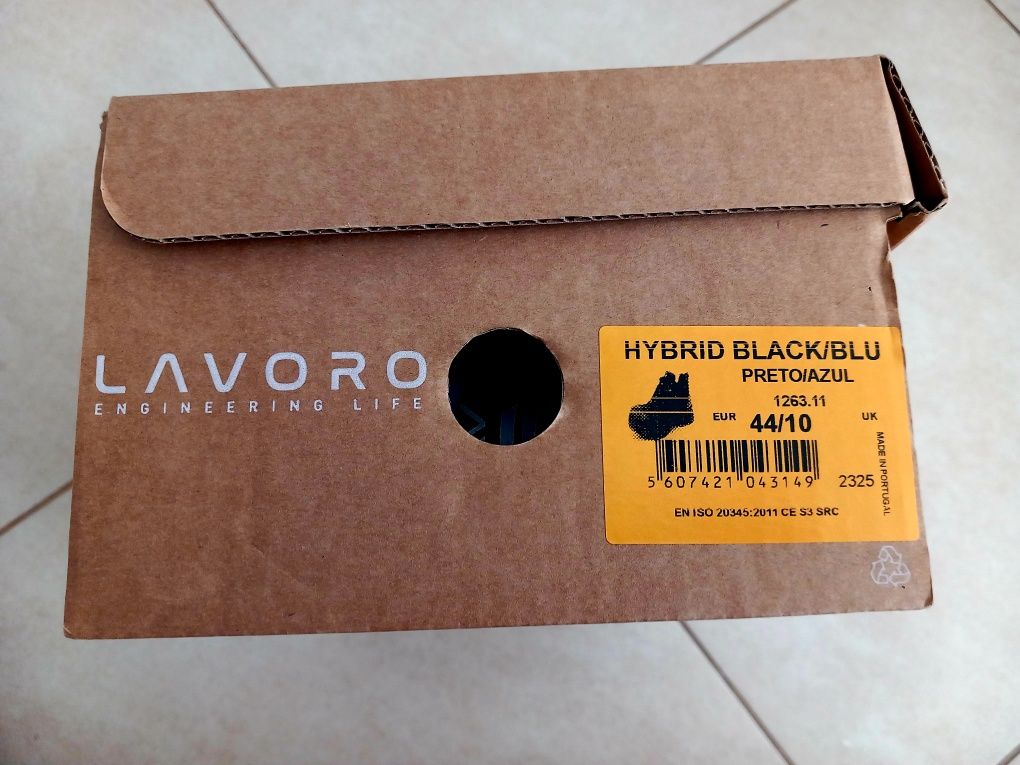 LAVORO
ENGINEERING LIFE
HYBRID BLACK/BLU
PRETO/AZUL
1263.11
EUR 44/10 UK
5 607421 043149
2325
MADE IN PORTUGAL
EN ISO 20345:2011 CE S3 SRC